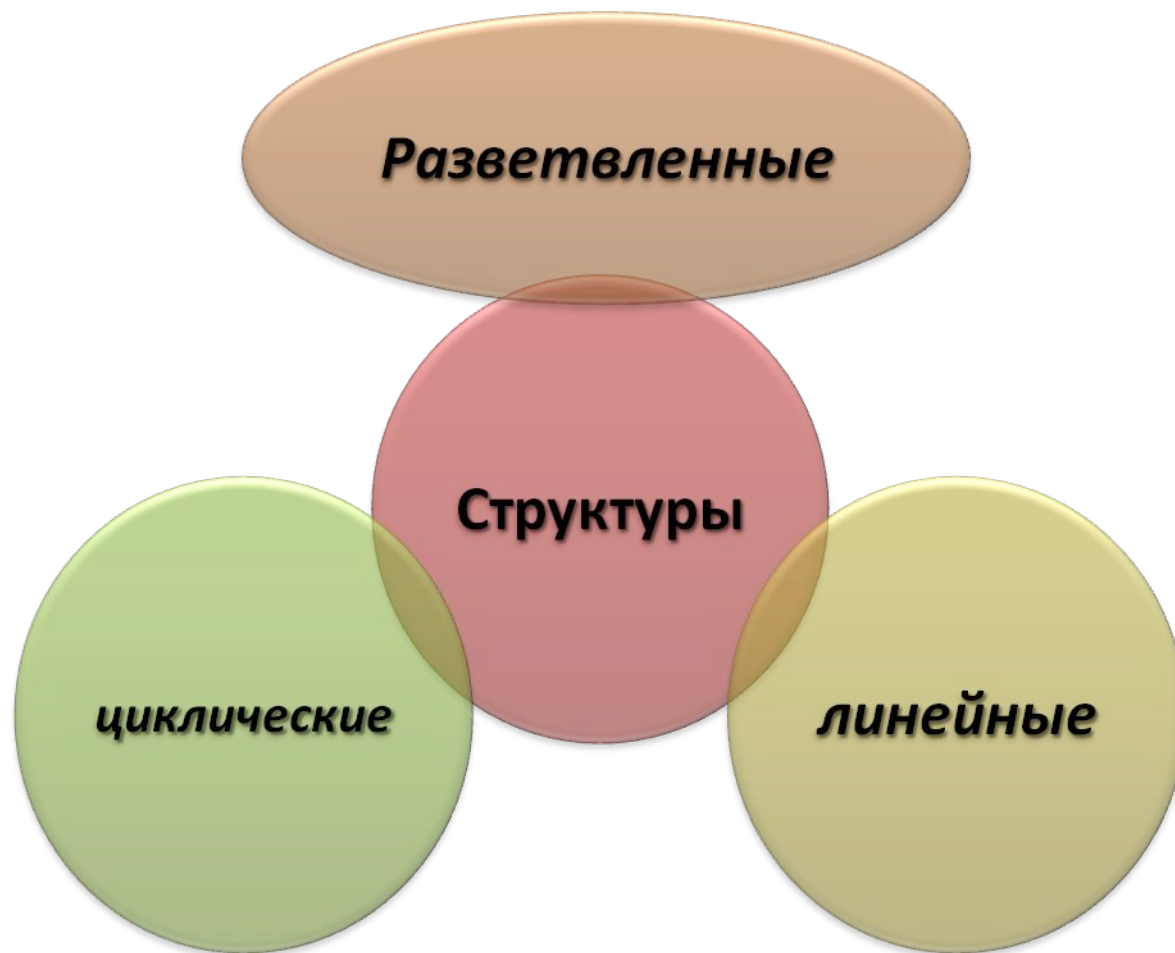 Разветвленные
Структуры
циклические
линейные